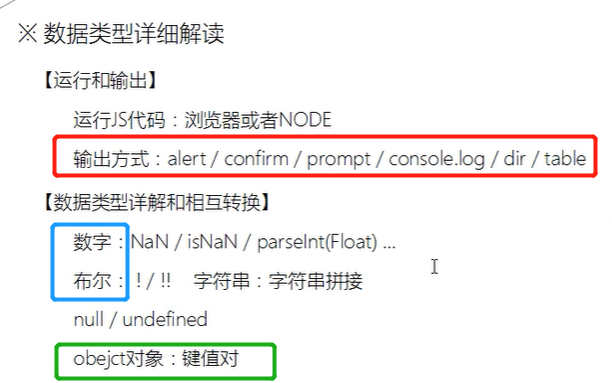 ※ 数据类型详细解读
【运行和输出】
运行JS代码：浏览器或者NODE
输出方式：alert / confirm / prompt / console.log / dir / table
【数据类型详解和相互转换】
数字：NaN / isNaN / parseInt(Float) ...
布尔：! / !! 字符串：字符串拼接
null / undefined
obejct对象：键值对